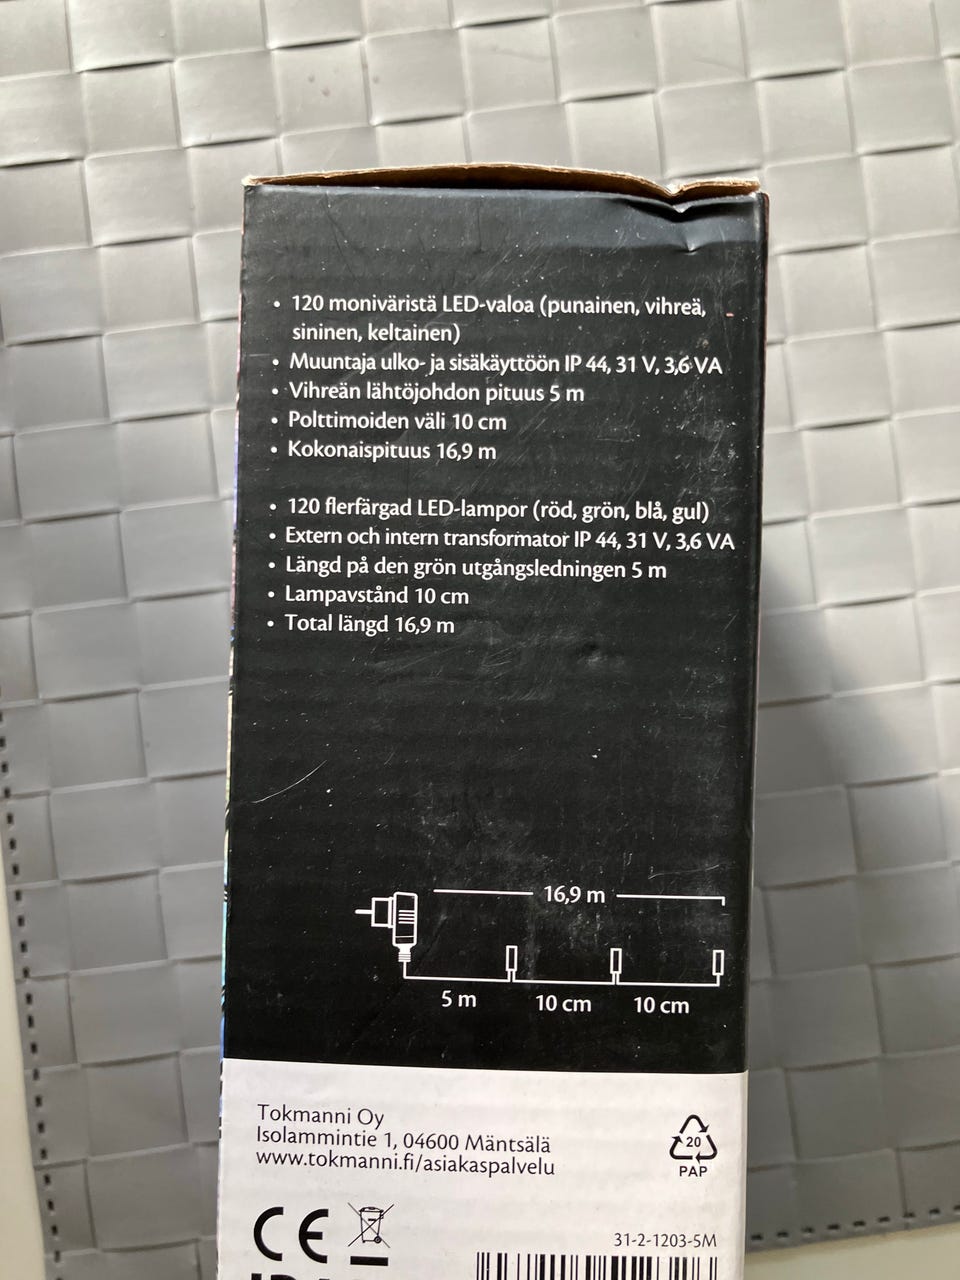 • 120 moniväristä LED-valoa (punainen, vihreä,
sininen, keltainen)
• Muuntaja ulko- ja sisäkäyttöön IP 44, 31 V, 3,6 VA
• Vihreän lähtöjohdon pituus 5 m
• Polttimoiden väli 10 cm
• Kokonaispituus 16,9 m
• 120 flerfärgad LED-lampor (röd, grön, blå, gul)
• Extern och intern transformator IP 44, 31 V, 3,6 VA
• Längd på den grön utgångsledningen 5 m
• Lampavstånd 10 cm
• Total längd 16,9 m
16,9 m
5 m
10 cm
10 cm
Tokmanni Oy
Isolammintie 1, 04600 Mäntsälä
www.tokmanni.fi/asiakaspalvelu
20
PAP
CE
31-2-1203-5M